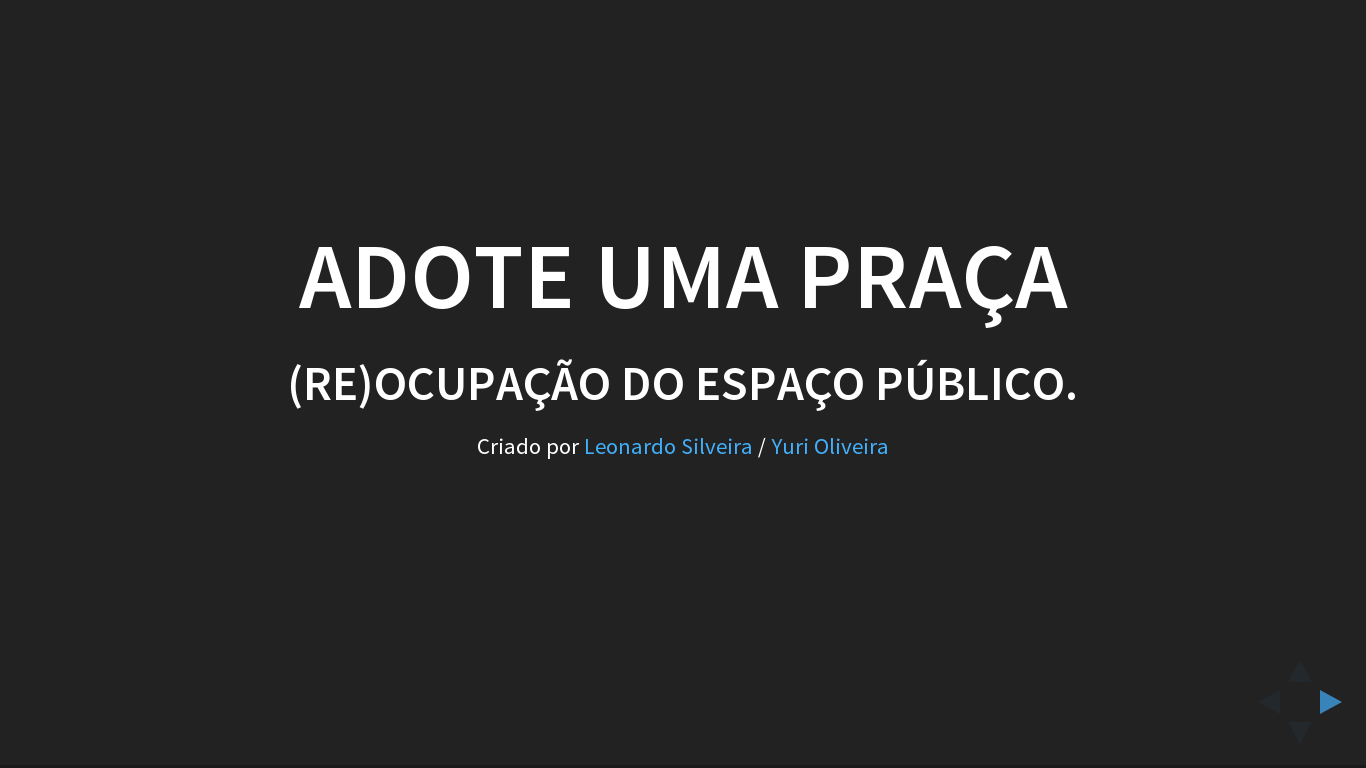 ADOTE UMA PRAÇA
(RE)OCUPAÇÃO DO ESPAÇO PÚBLICO.
Criado por Leonardo Silveira / Yuri Oliveira